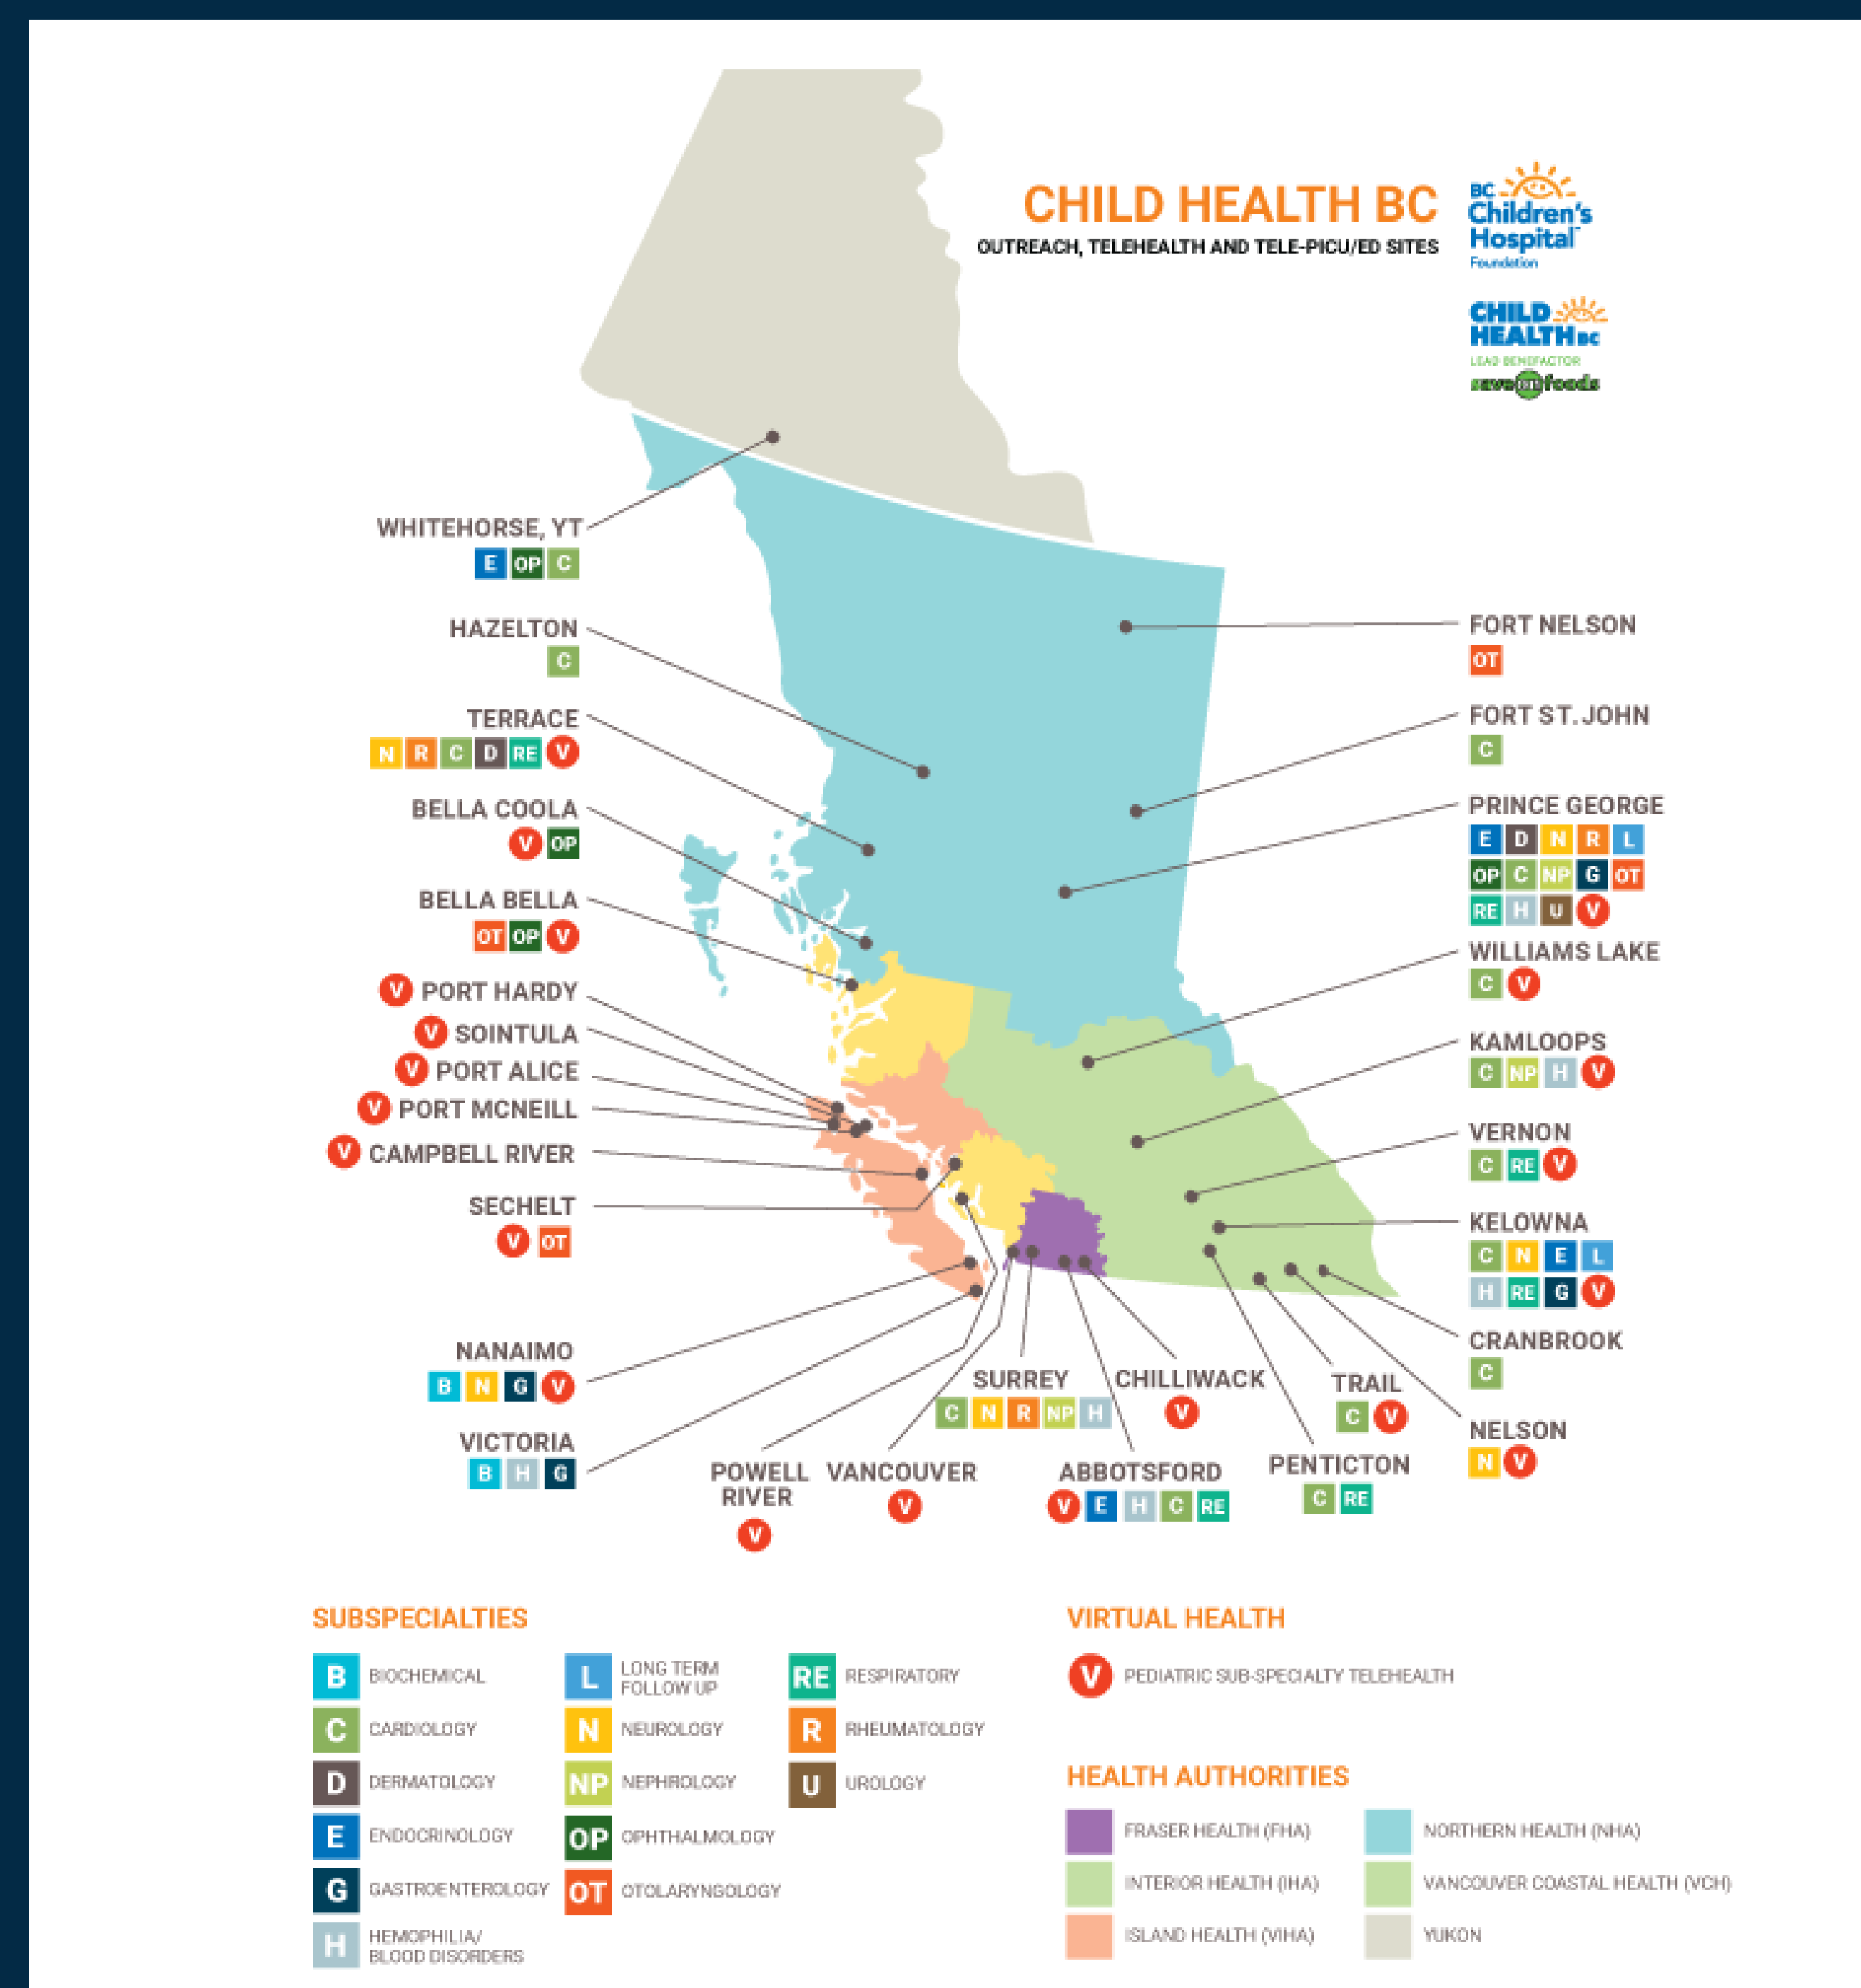 CHILD HEALTH BC
OUTREACH, TELEHEALTH AND TELE-PICU/ED SITES
BC
Children's
Hospital
Foundation
CHILD
HEALTH BC
LEAD BENEFACTOR
save on foods
WHITEHORSE, YT
E OP C
HAZELTON
C
TERRACE
N R C D RE V
BELLA COOLA
V OP
BELLA BELLA
OT OP V
V PORT HARDY
V SOINTULA
V PORT ALICE
V PORT MCNEILL
V CAMPBELL RIVER
SECHELT
V OT
NANAIMO
B N G V
VICTORIA
B H G
POWELL
RIVER
V
VANCOUVER
V
SURREY
C N R NP H
CHILLIWACK
V
ABBOTSFORD
V E H C RE
PENTICTON
C RE
TRAIL
C V
FORT NELSON
OT
FORT ST. JOHN
C
PRINCE GEORGE
E D N R L
OP C NP G OT
RE H U V
WILLIAMS LAKE
C V
KAMLOOPS
C NP H V
VERNON
C RE V
KELOWNA
C N E L
H RE G V
CRANBROOK
C
NELSON
N V
SUBSPECIALTIES
B BIOCHEMICAL
C CARDIOLOGY
D DERMATOLOGY
E ENDOCRINOLOGY
G GASTROENTEROLOGY
H HEMOPHILIA/
BLOOD DISORDERS
L LONG TERM
FOLLOW UP
N NEUROLOGY
NP NEPHROLOGY
OP OPHTHALMOLOGY
OT OTOLARYNGOLOGY
RE RESPIRATORY
R RHEUMATOLOGY
U UROLOGY
VIRTUAL HEALTH
V PEDIATRIC SUB-SPECIALTY TELEHEALTH
HEALTH AUTHORITIES
FRASER HEALTH (FHA)
INTERIOR HEALTH (IHA)
ISLAND HEALTH (VIHA)
NORTHERN HEALTH (NHA)
VANCOUVER COASTAL HEALTH (VCH)
YUKON